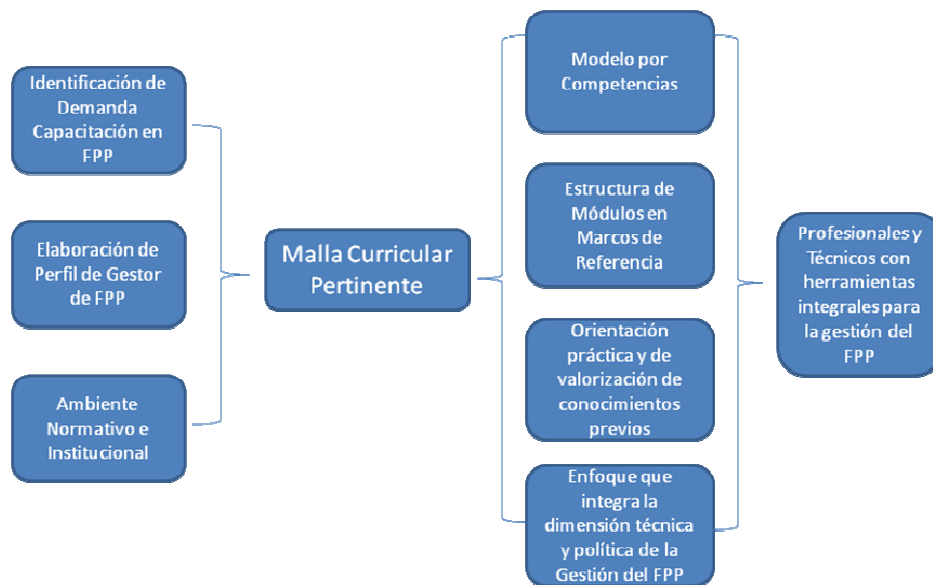 Identificación de
Demanda
Capacitación en
FPP
Elaboración de
Perfil de Gestor
de FPP
Ambiente
Normativo e
Institucional
Malla Curricular
Pertinente
Modelo por
Competencias
Estructura de
Módulos en
Marcos de
Referencia
Orientación
práctica y de
valorización de
conocimientos
previos
Enfoque que
integra la
dimensión técnica
y política de la
Gestión del FPP
Profesionales y
Técnicos con
herramientas
integrales para
la gestión del
FPP